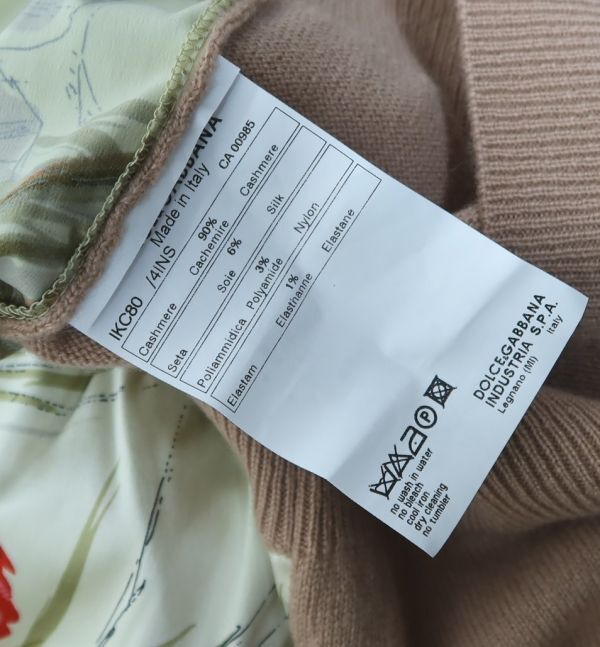 GABBANA
Made in Italy
IKC80 /4INS CA 00985
90%
Cashmere Cachemire Cashmere
6%
Seta Soie Silk
3%
Poliammidica Polyamide Nylon
1%
Elastam Elasthanne Elastane
no wash in water
no bleach
cool iron
dry cleaning
no tumbler
P
DOLCE&GABBANA
INDUSTRIA S.P.A.
Legnano (MI) Italy